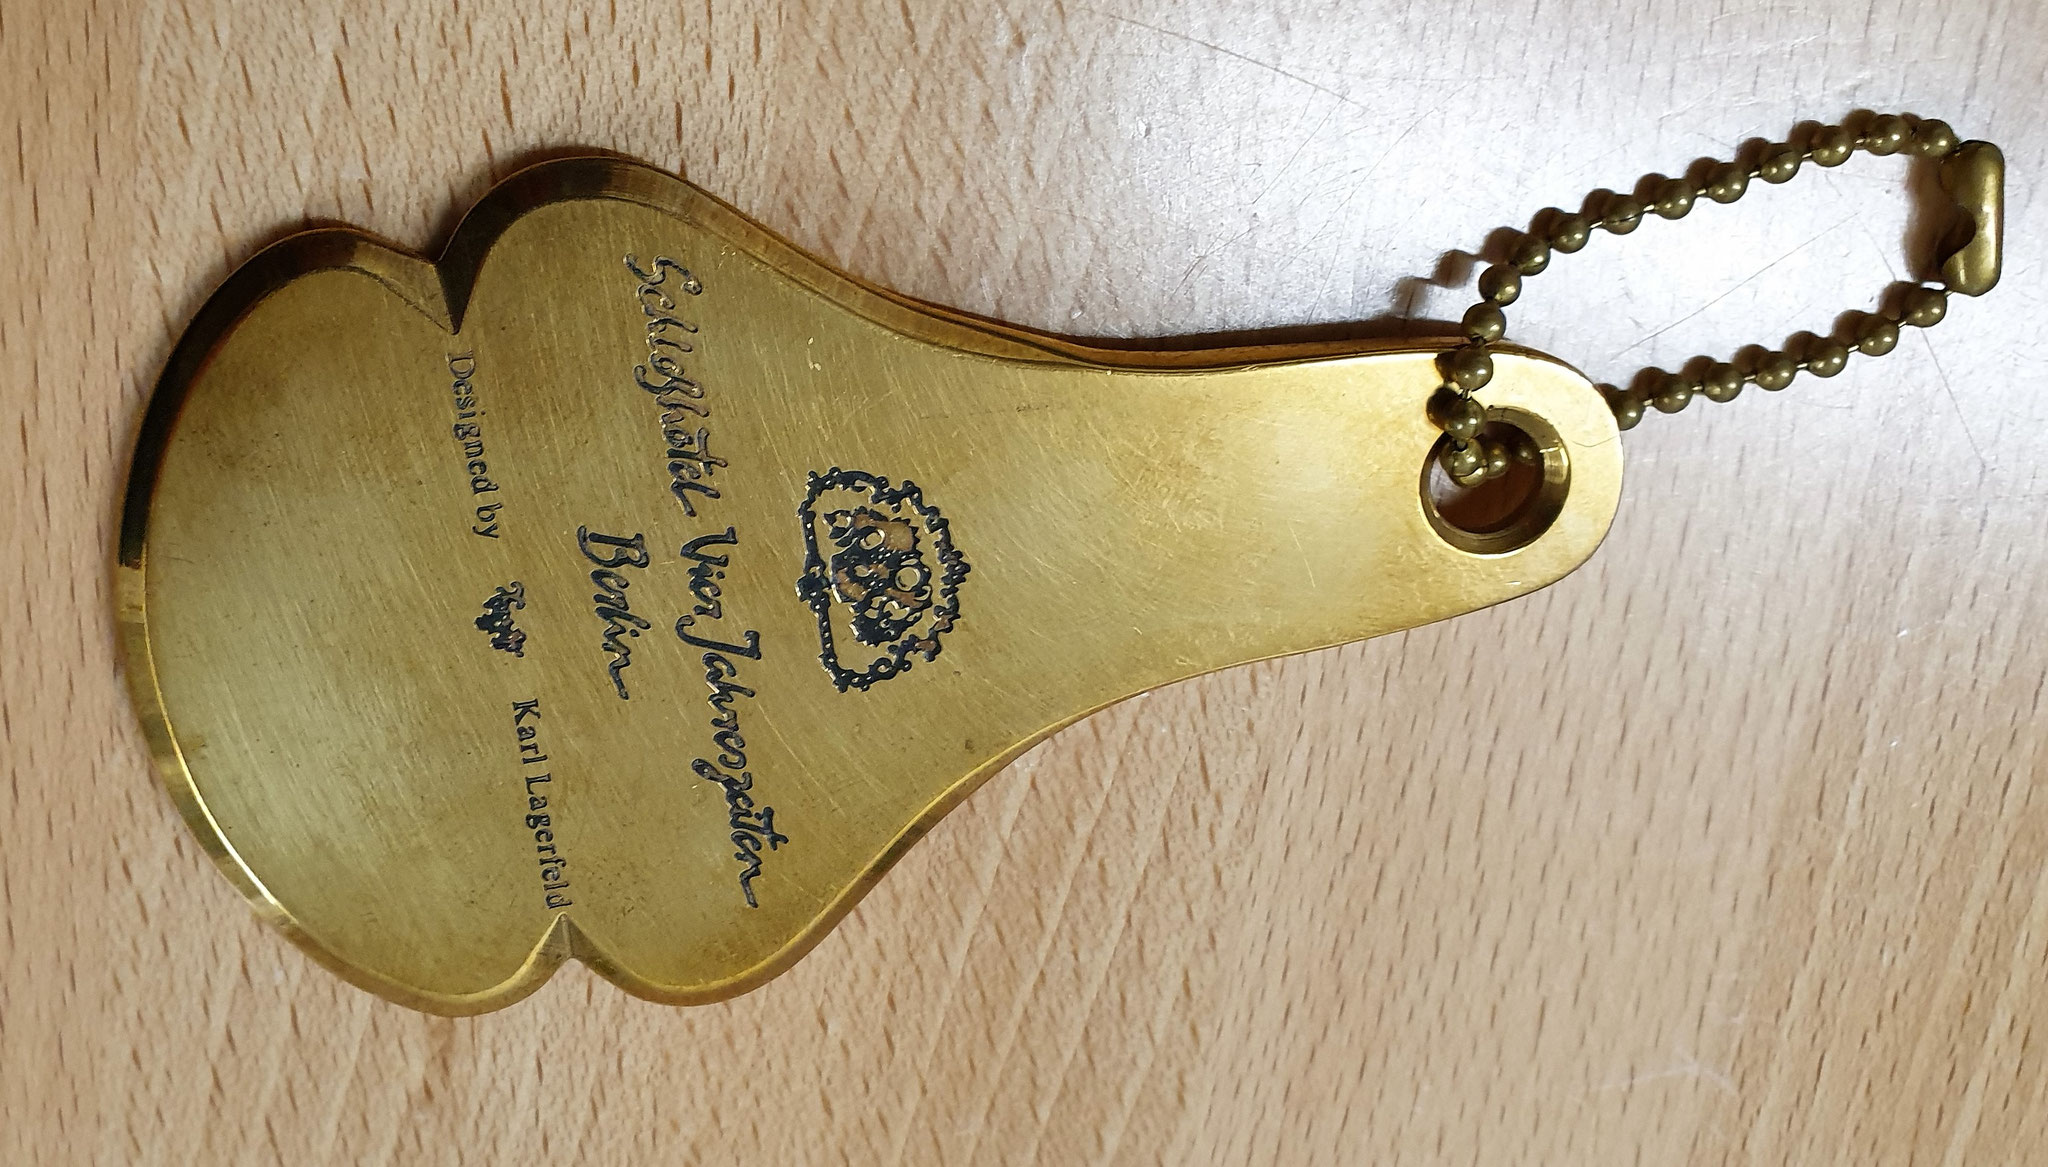 Schloßhotel Vier Jahreszeiten
Berlin
Designed by Karl Lagerfeld